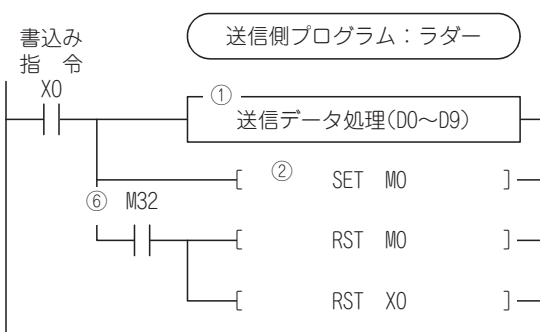 送信側プログラム：ラダー
書込み
指　令
X0
①
送信データ処理(D0～D9)
② SET M0
⑥ M32
RST M0
RST X0